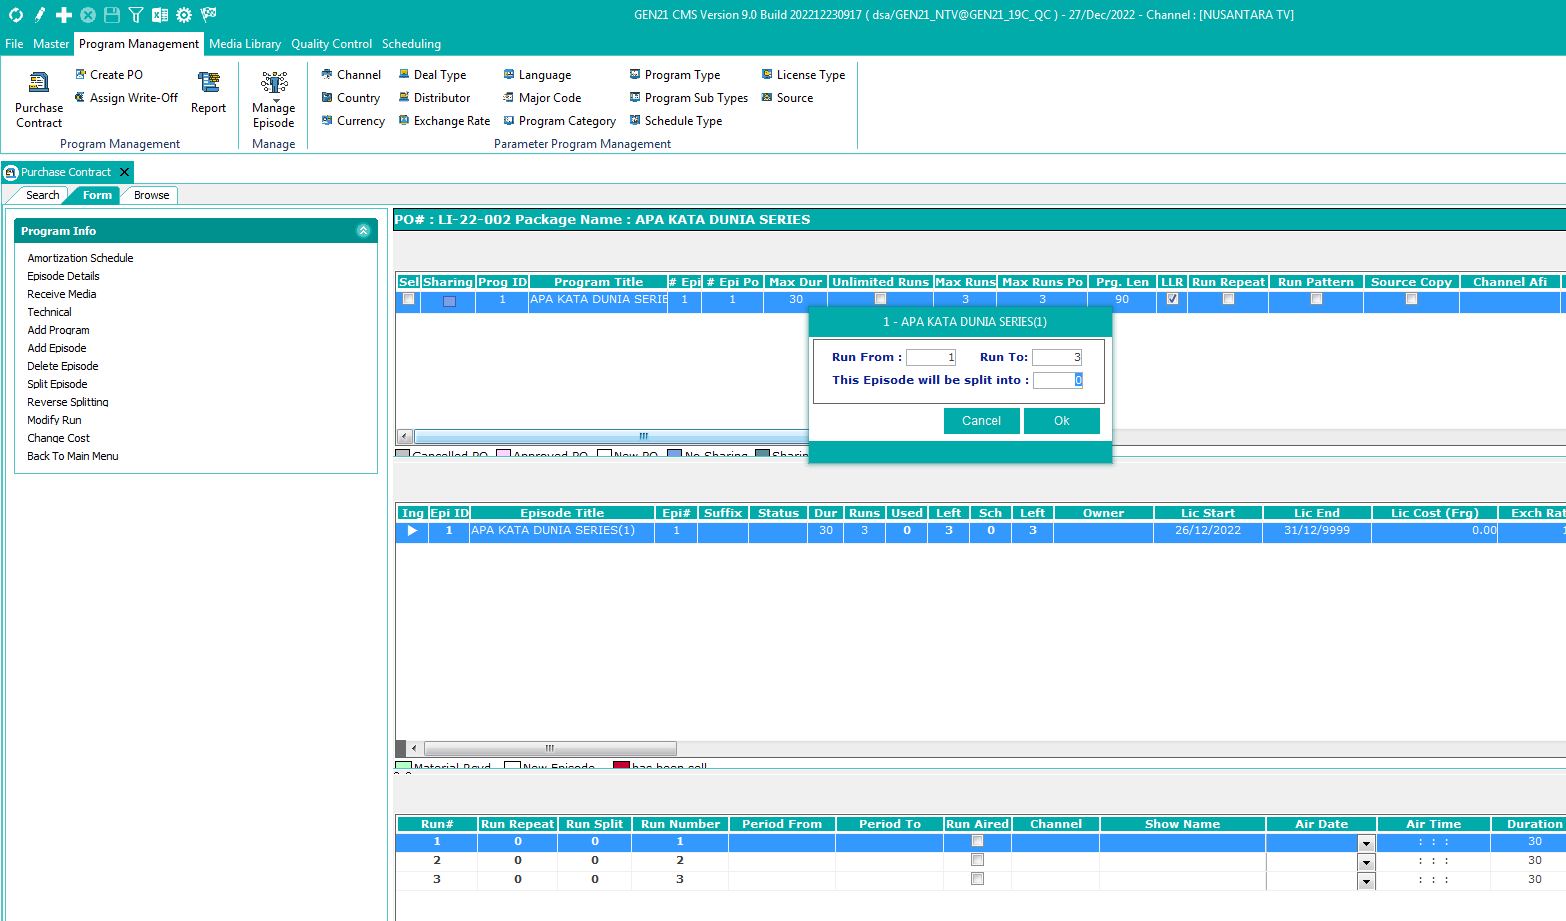 GEN21 CMS Version 9.0 Build 202212230917 ( dsa/GEN21_NTV@GEN21_19C_QC ) - 27/Dec/2022 - Channel : [NUSANTARA TV]
File Master Program Management Media Library Quality Control Scheduling
Purchase Contract Create PO Assign Write-Off Report
Program Management
Manage Episode
Manage
Channel Deal Type Language Program Type License Type
Country Distributor Major Code Program Sub Types Source
Currency Exchange Rate Program Category Schedule Type
Parameter Program Management
Purchase Contract
Search Form Browse
Program Info
Amortization Schedule
Episode Details
Receive Media
Technical
Add Program
Add Episode
Delete Episode
Split Episode
Reverse Splitting
Modify Run
Change Cost
Back To Main Menu
PO# : LI-22-002 Package Name : APA KATA DUNIA SERIES
Sel Sharing Prog ID Program Title # Epi # Epi Po Max Dur Unlimited Runs Max Runs Max Runs Po Prg. Len LLR Run Repeat Run Pattern Source Copy Channel Afi
1 APA KATA DUNIA SERIE 1 1 30 3 3 90
1 - APA KATA DUNIA SERIES(1)
Run From : 1 Run To: 3
This Episode will be split into : 0
Cancel Ok
Cancelled PO Approved PO New PO No Sharing Sharin
Ing Epi ID Episode Title Epi# Suffix Status Dur Runs Used Left Sch Left Owner Lic Start Lic End Lic Cost (Frg) Exch Rat
1 APA KATA DUNIA SERIES(1) 1 30 3 0 3 0 3 26/12/2022 31/12/9999 0.00 1
Material Rcvd New Episode has been sell
Run# Run Repeat Run Split Run Number Period From Period To Run Aired Channel Show Name Air Date Air Time Duration
1 0 0 1 : : : 30
2 0 0 2 : : : 30
3 0 0 3 : : : 30